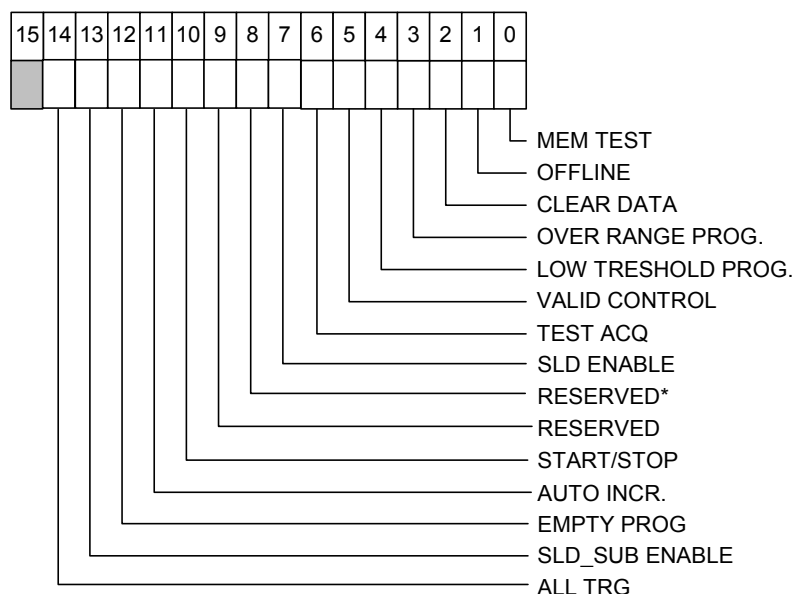 15 14 13 12 11 10 9 8 7 6 5 4 3 2 1 0
MEM TEST
OFFLINE
CLEAR DATA
OVER RANGE PROG.
LOW TRESHOLD PROG.
VALID CONTROL
TEST ACQ
SLD ENABLE
RESERVED*
RESERVED
START/STOP
AUTO INCR.
EMPTY PROG
SLD_SUB ENABLE
ALL TRG